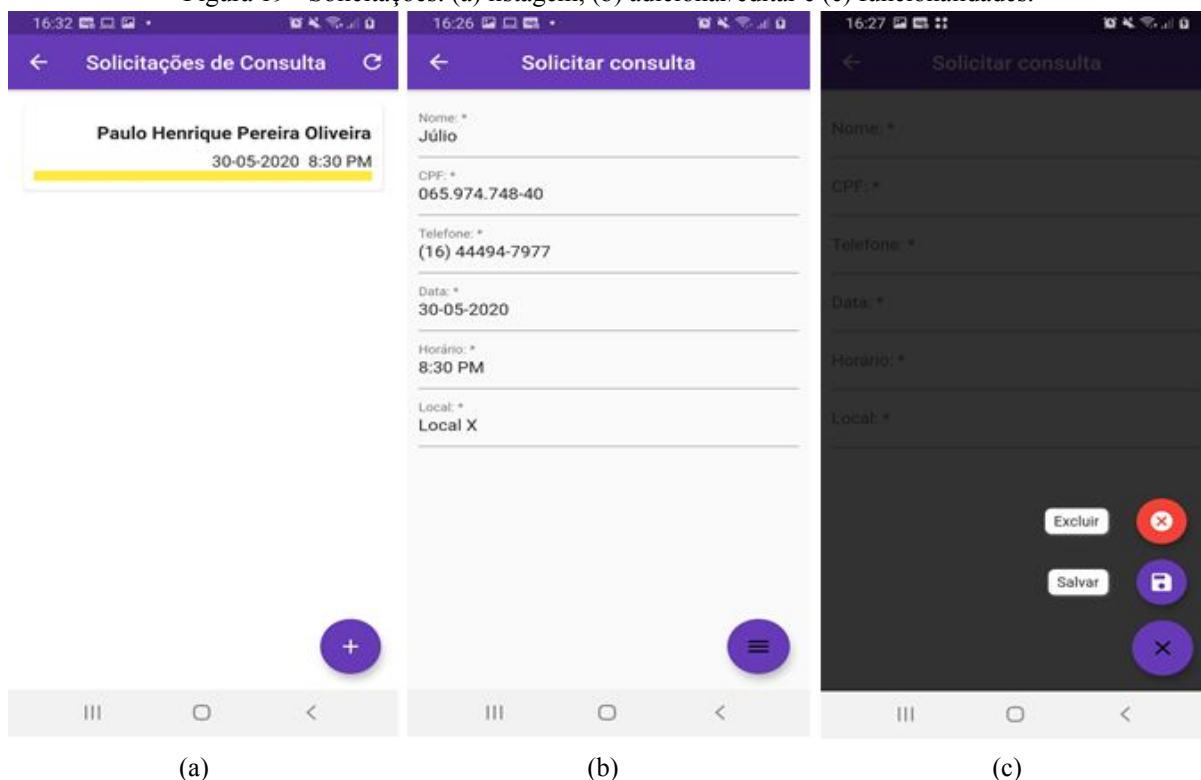 Figura 19 - Solicitações: (a) listagem, (b) adicionar/editar e (c) funcionalidades.
16:32
Solicitações de Consulta
Paulo Henrique Pereira Oliveira
30-05-2020 8:30 PM
(a)
16:26
Solicitar consulta
Nome: *
Júlio
CPF: *
065.974.748-40
Telefone: *
(16) 44494-7977
Data: *
30-05-2020
Horário: *
8:30 PM
Local: *
Local X
(b)
16:27
Solicitar consulta
Nome: *
CPF: *
Telefone: *
Data: *
Horário: *
Local: *
Excluir
Salvar
(c)